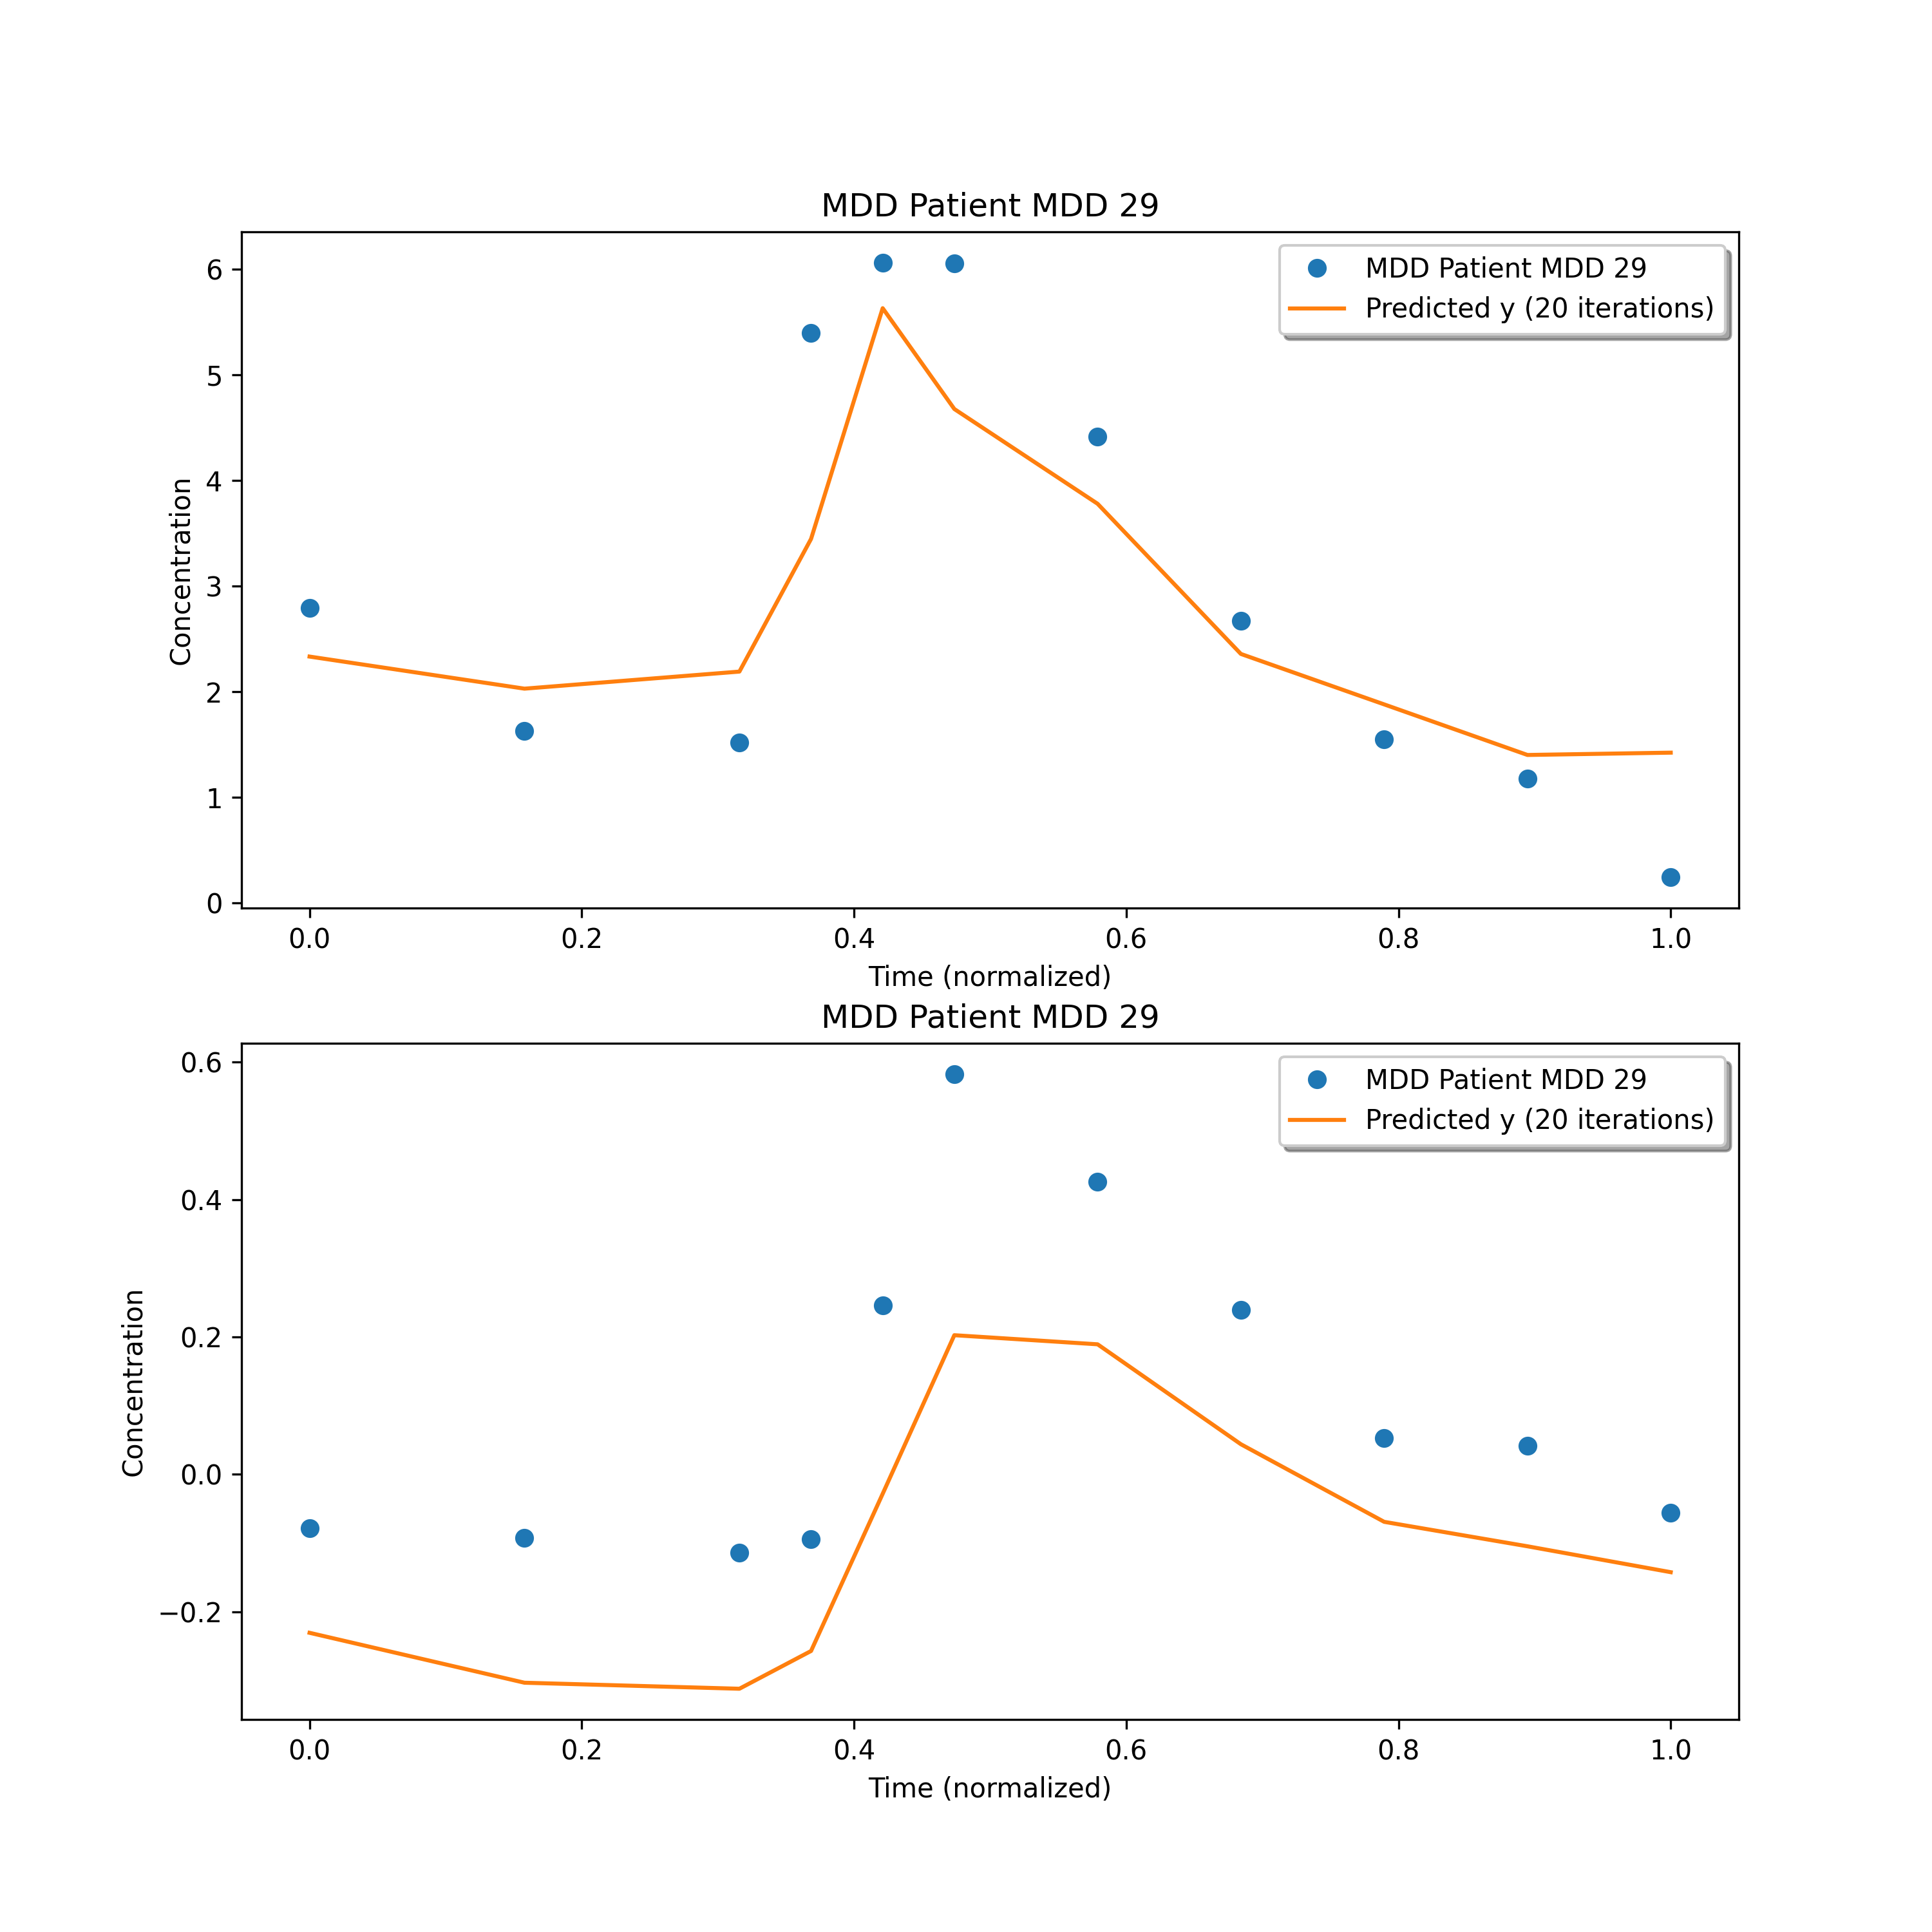 MDD Patient MDD 29
MDD Patient MDD 29
Predicted y (20 iterations)
6
5
4
3
2
1
0
Concentration
0.0 0.2 0.4 0.6 0.8 1.0
Time (normalized)
MDD Patient MDD 29
MDD Patient MDD 29
Predicted y (20 iterations)
0.6
0.4
0.2
0.0
−0.2
Concentration
0.0 0.2 0.4 0.6 0.8 1.0
Time (normalized)